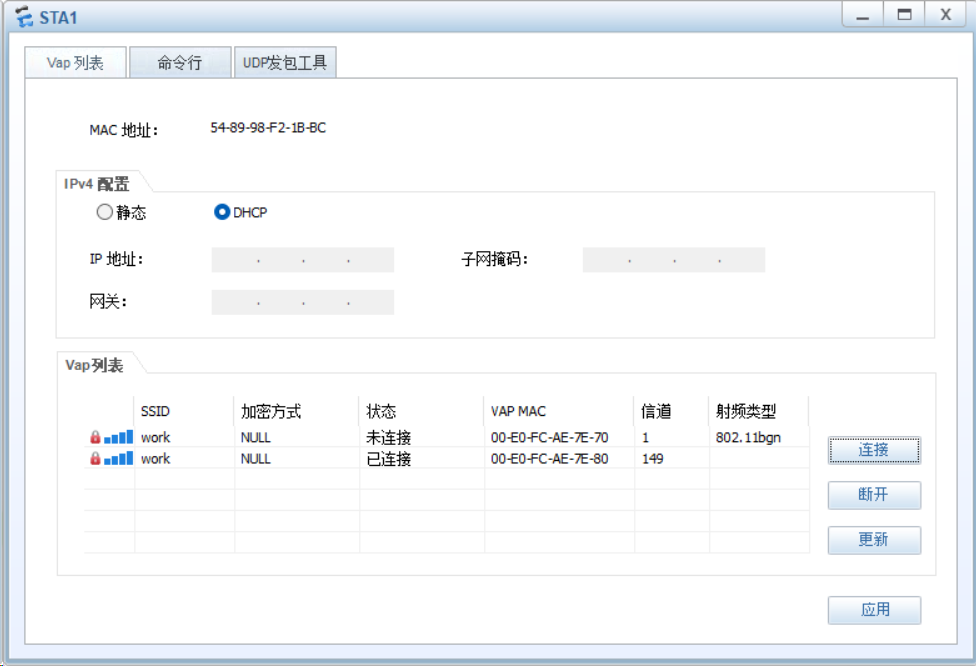 STA1
Vap 列表 命令行 UDP发包工具
MAC 地址： 54-89-98-F2-1B-BC
IPv4 配置
静态 DHCP
IP 地址： . . . 子网掩码： . . .
网关： . . .
Vap列表
SSID 加密方式 状态 VAP MAC 信道 射频类型
work NULL 未连接 00-E0-FC-AE-7E-70 1 802.11bgn
work NULL 已连接 00-E0-FC-AE-7E-80 149
连接
断开
更新
应用